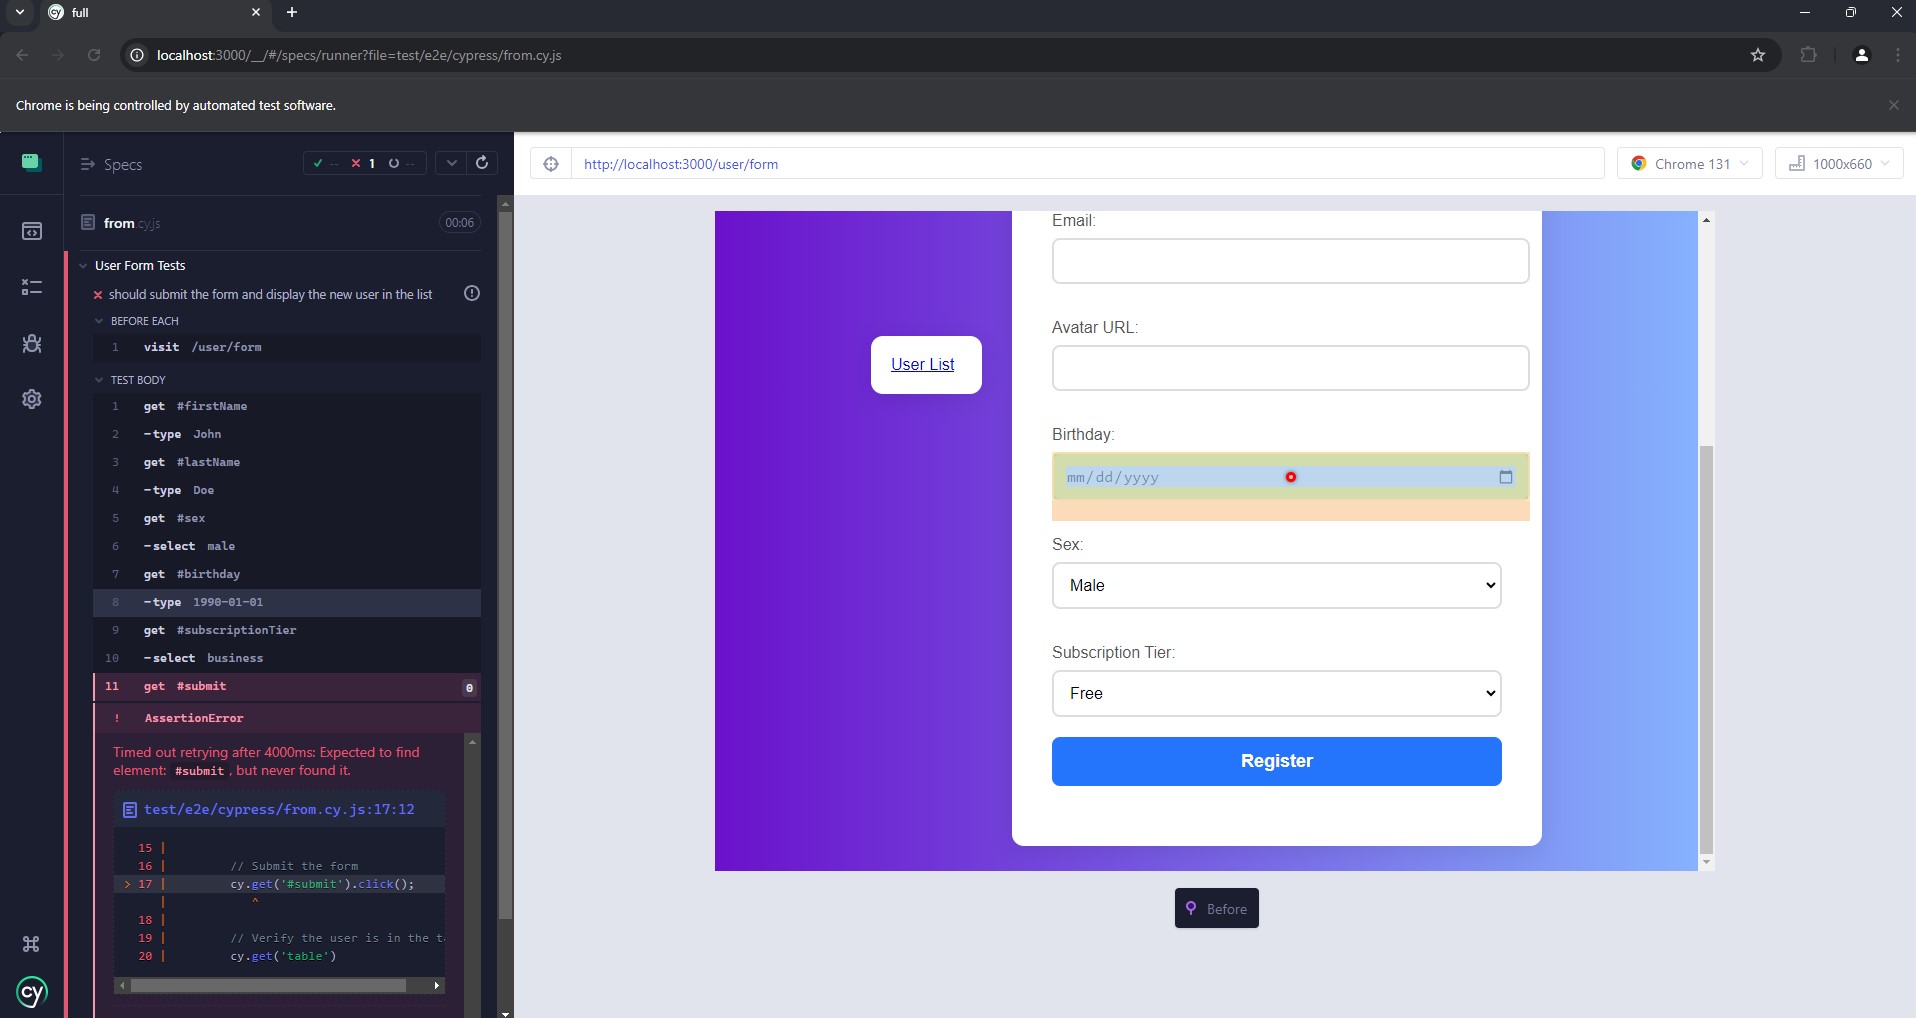 full
localhost:3000/__/#/specs/runner?file=test/e2e/cypress/from.cy.js
Chrome is being controlled by automated test software.
Specs
-- 1 --
from.cy.js
00:06
User Form Tests
should submit the form and display the new user in the list
BEFORE EACH
1 visit /user/form
TEST BODY
1 get #firstName
2 -type John
3 get #lastName
4 -type Doe
5 get #sex
6 -select male
7 get #birthday
8 -type 1990-01-01
9 get #subscriptionTier
10 -select business
11 get #submit 0
! AssertionError
Timed out retrying after 4000ms: Expected to find
element: #submit, but never found it.
test/e2e/cypress/from.cy.js:17:12
15 |
16 | // Submit the form
> 17 | cy.get('#submit').click();
| ^
18 |
19 | // Verify the user is in the t
20 | cy.get('table')
cy
http://localhost:3000/user/form
Chrome 131
1000x660
User List
Email:
Avatar URL:
Birthday:
mm/dd/yyyy
Sex:
Male
Subscription Tier:
Free
Register
Before